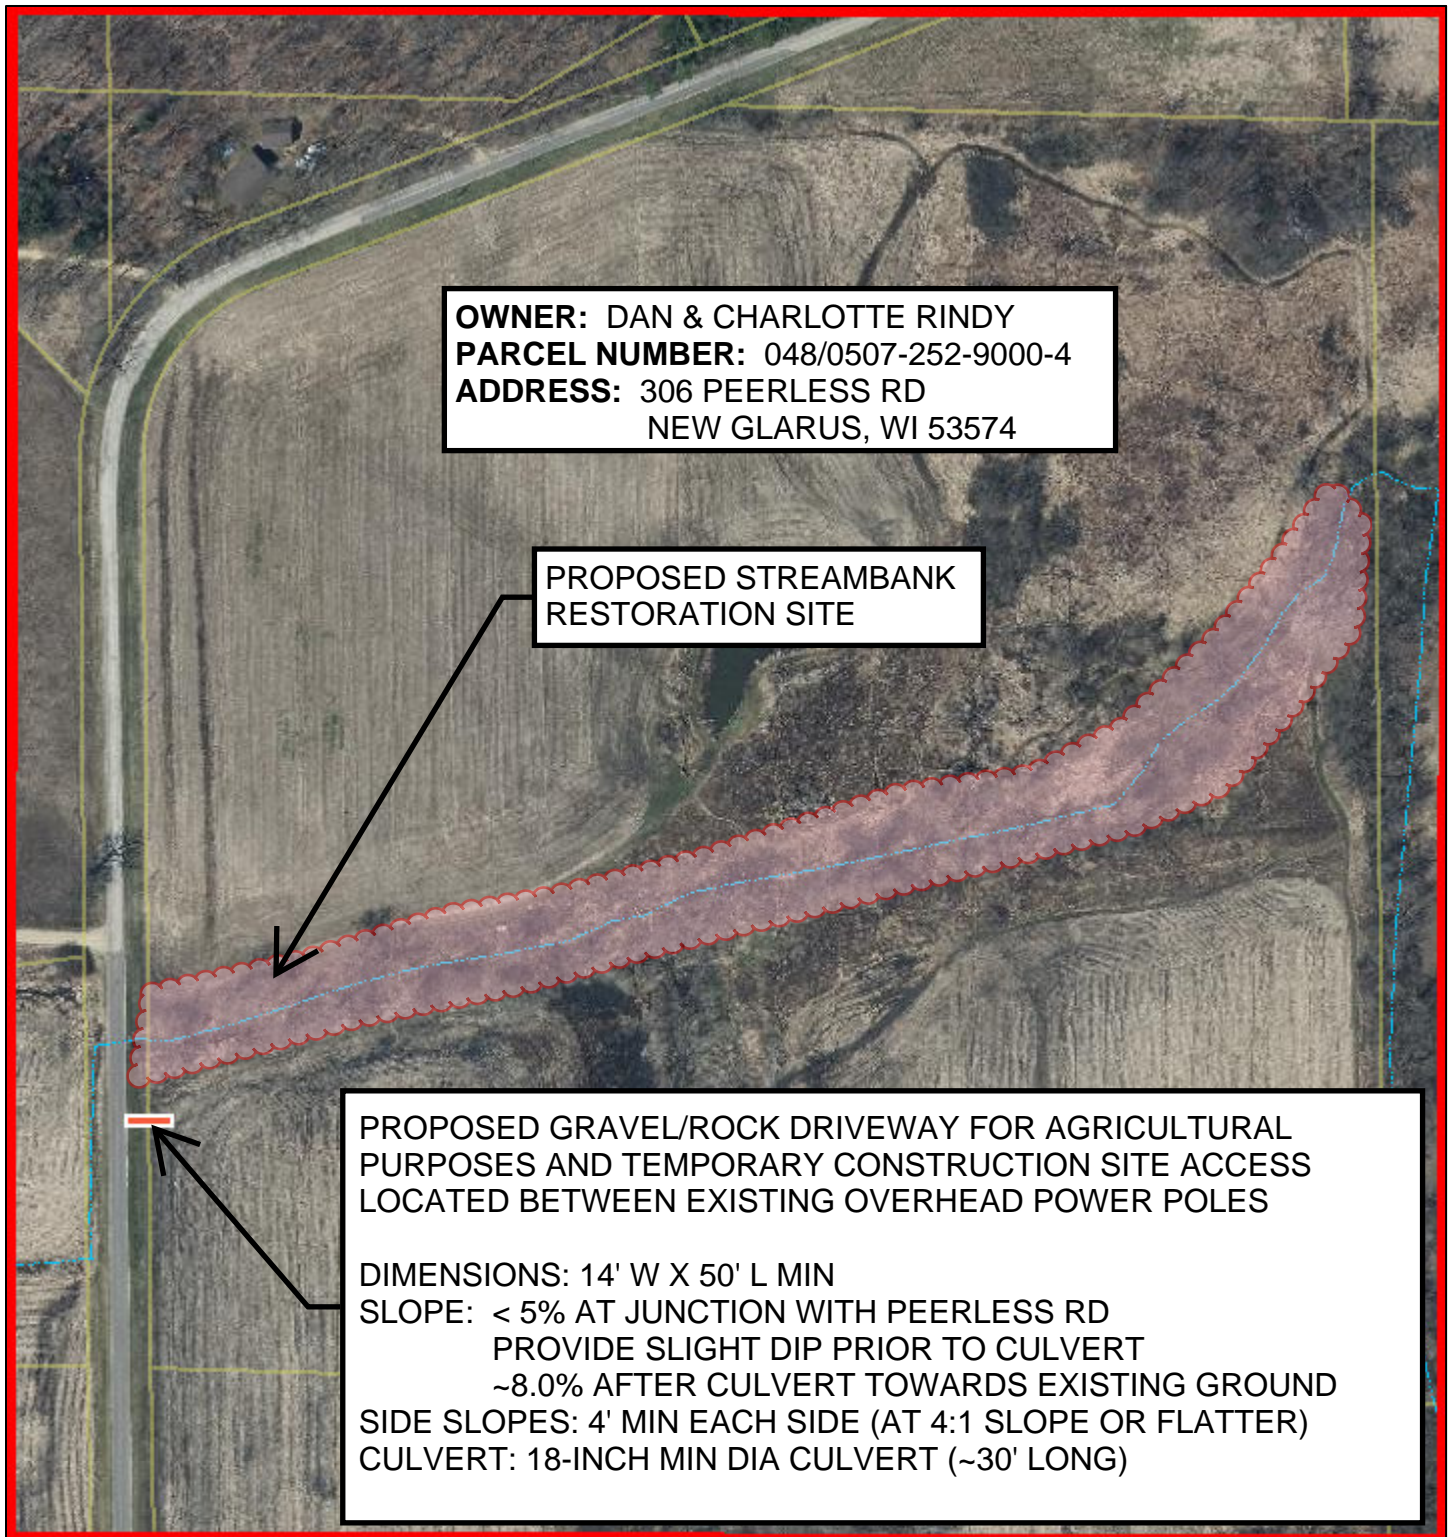 OWNER: DAN & CHARLOTTE RINDY
PARCEL NUMBER: 048/0507-252-9000-4
ADDRESS: 306 PEERLESS RD
NEW GLARUS, WI 53574
PROPOSED STREAMBANK
RESTORATION SITE
PROPOSED GRAVEL/ROCK DRIVEWAY FOR AGRICULTURAL
PURPOSES AND TEMPORARY CONSTRUCTION SITE ACCESS
LOCATED BETWEEN EXISTING OVERHEAD POWER POLES
DIMENSIONS: 14' W X 50' L MIN
SLOPE: < 5% AT JUNCTION WITH PEERLESS RD
PROVIDE SLIGHT DIP PRIOR TO CULVERT
~8.0% AFTER CULVERT TOWARDS EXISTING GROUND
SIDE SLOPES: 4' MIN EACH SIDE (AT 4:1 SLOPE OR FLATTER)
CULVERT: 18-INCH MIN DIA CULVERT (~30' LONG)